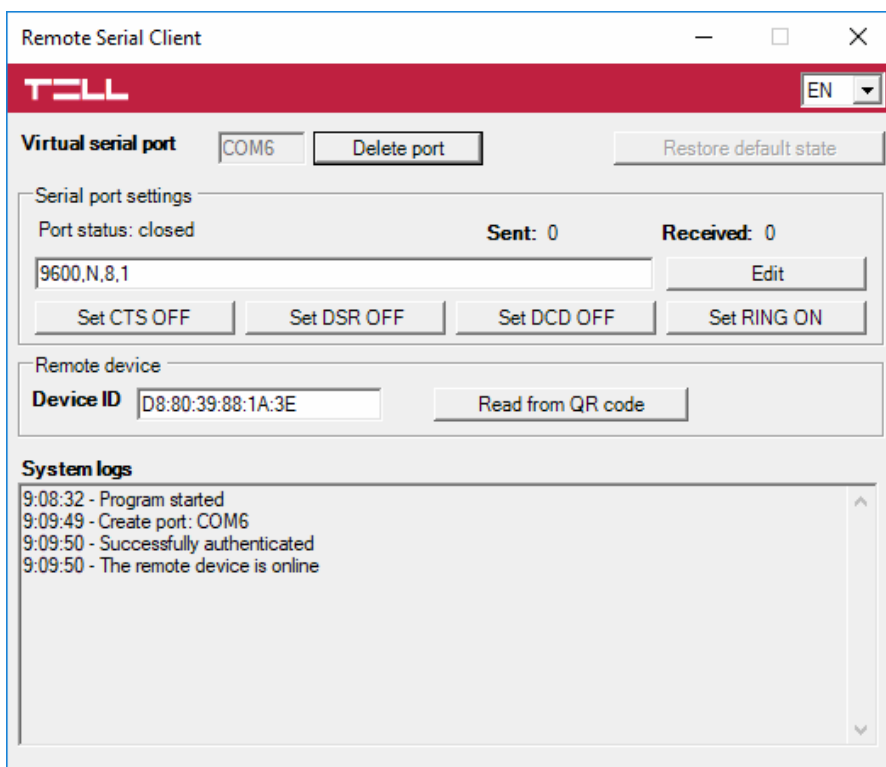 Remote Serial Client
TELL EN
Virtual serial port COM6 Delete port Restore default state
Serial port settings
Port status: closed Sent: 0 Received: 0
9600,N,8,1 Edit
Set CTS OFF Set DSR OFF Set DCD OFF Set RING ON
Remote device
Device ID D8:80:39:88:1A:3E Read from QR code
System logs
9:08:32 - Program started
9:09:49 - Create port: COM6
9:09:50 - Successfully authenticated
9:09:50 - The remote device is online